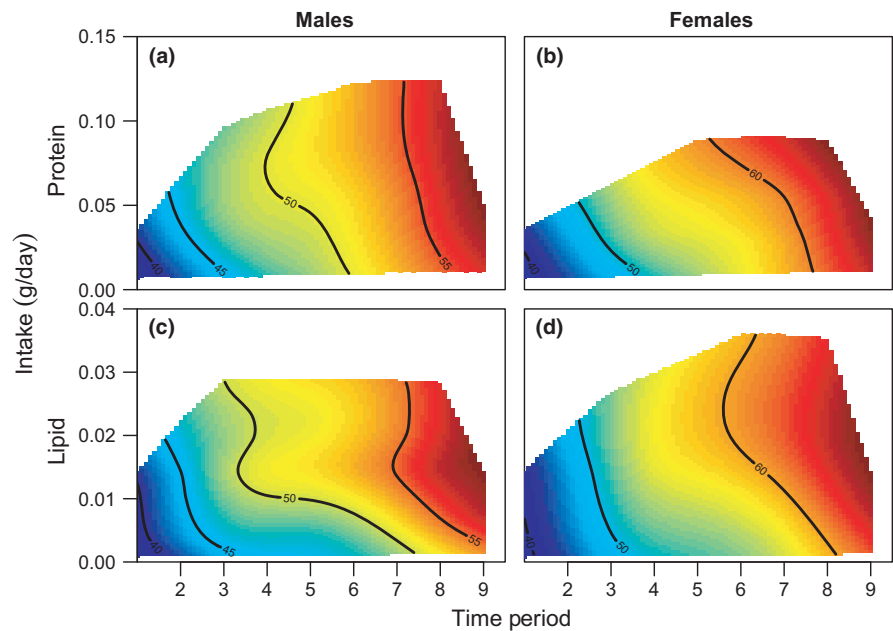 Males
Females
Intake (g/day)
Protein
0.15
0.10
0.05
0.00
(a)
40
45
50
55
(b)
40
50
60
Lipid
0.04
0.03
0.02
0.01
0.00
(c)
40
45
50
55
(d)
40
50
60
2 3 4 5 6 7 8 9
2 3 4 5 6 7 8 9
Time period